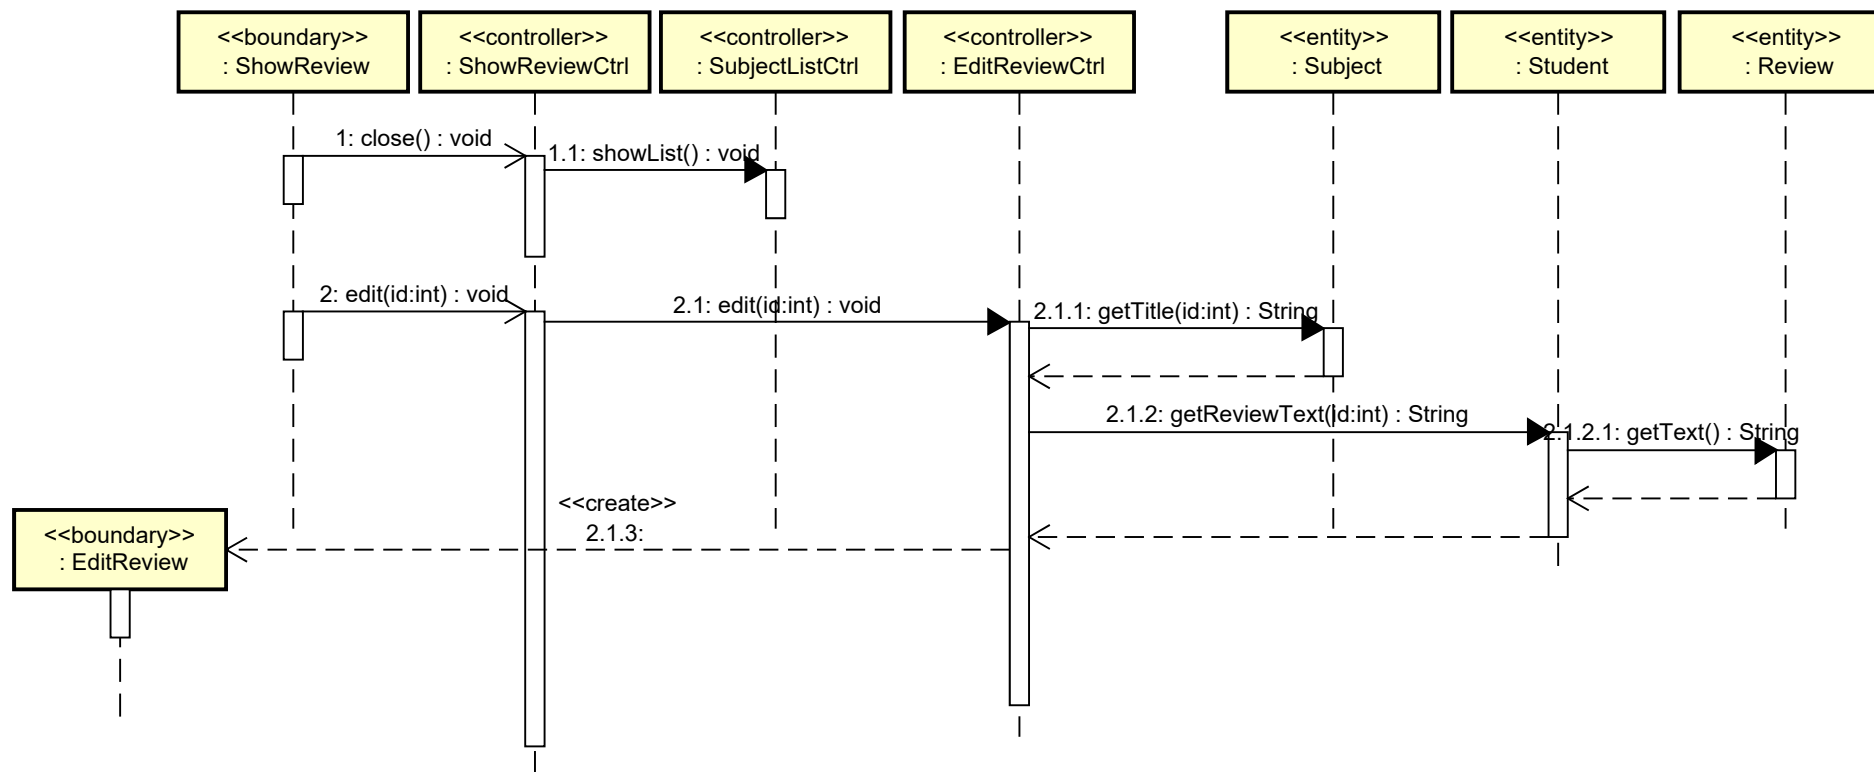 <<boundary>>
: ShowReview
<<controller>>
: ShowReviewCtrl
<<controller>>
: SubjectListCtrl
<<controller>>
: EditReviewCtrl
<<entity>>
: Subject
<<entity>>
: Student
<<entity>>
: Review
1: close() : void
1.1: showList() : void
2: edit(id:int) : void
2.1: edit(id:int) : void
2.1.1: getTitle(id:int) : String
2.1.2: getReviewText(id:int) : String
2.1.2.1: getText() : String
<<create>>
2.1.3:
<<boundary>>
: EditReview